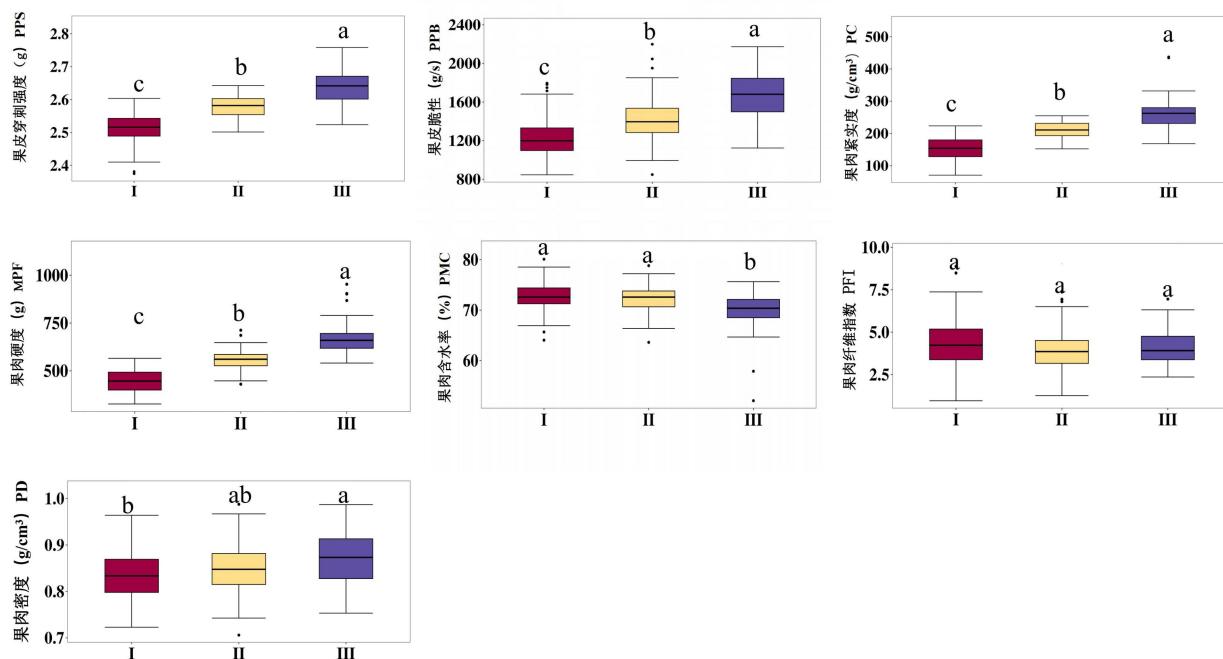 果皮穿刺强度（g）PPS
2.8
2.7
2.6
2.5
2.4
c
b
a
I
II
III
果皮脆性 (g/s) PPB
2400
2000
1600
1200
800
c
b
a
I
II
III
果肉紧实度 (g/cm³) PC
500
400
300
200
100
c
b
a
I
II
III
果肉硬度 (g) MPF
1000
750
500
c
b
a
I
II
III
果肉含水率 (%) PMC
80
70
60
a
a
b
I
II
III
果肉纤维指数 PFI
10.0
7.5
5.0
2.5
a
a
a
I
II
III
果肉密度 (g/cm³) PD
1.0
0.9
0.8
0.7
b
ab
a
I
II
III